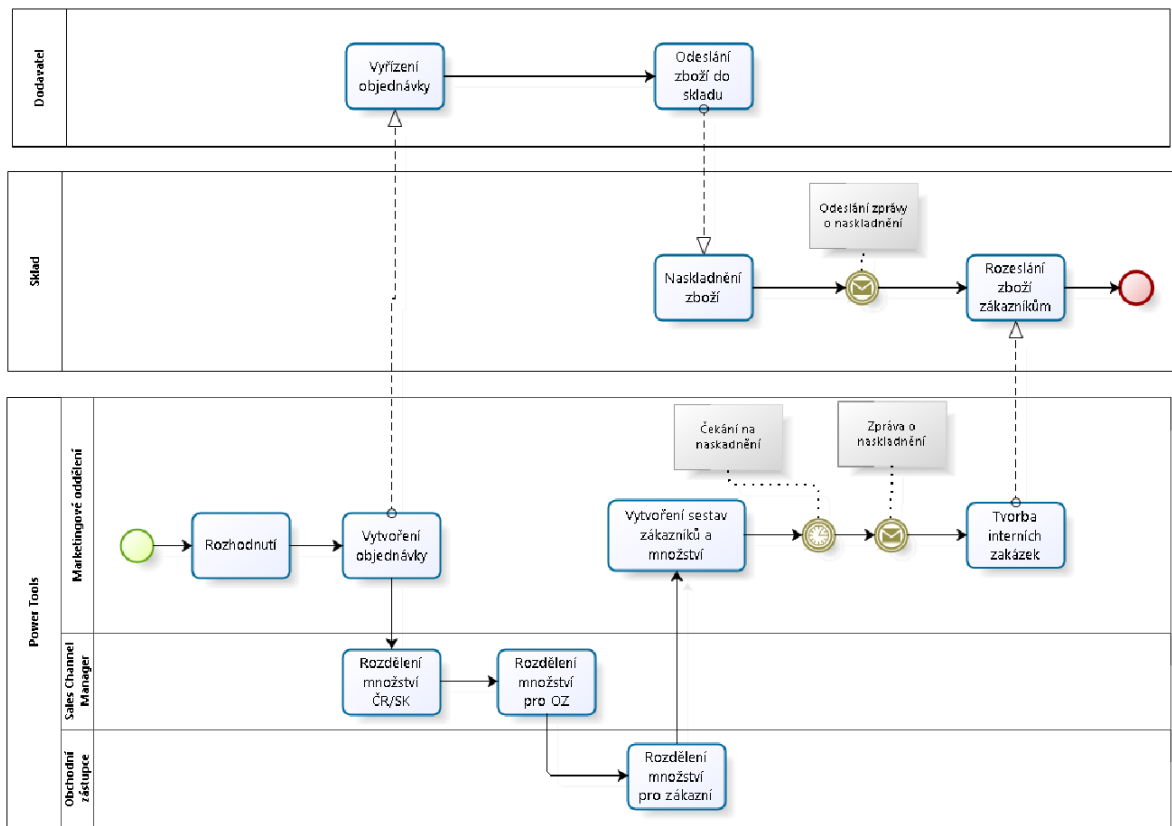 Dodavatel
Vyřízení
objednávky
Odeslání
zboží do
skladu
Sklad
Odeslání zprávy
o naskladnění
Naskladnění
zboží
Rozeslání
zboží
zákazníkům
Power Tools
Marketingové oddělení
Čekání na
naskadnění
Zpráva o
naskladnění
Rozhodnutí
Vytvoření
objednávky
Vytvoření sestav
zákazníků a
množství
Tvorba
interních
zakázek
Sales Channel
Manager
Rozdělení
množství
ČR/SK
Rozdělení
množství
pro OZ
Obchodní
zástupce
Rozdělení
množství
pro zákazní